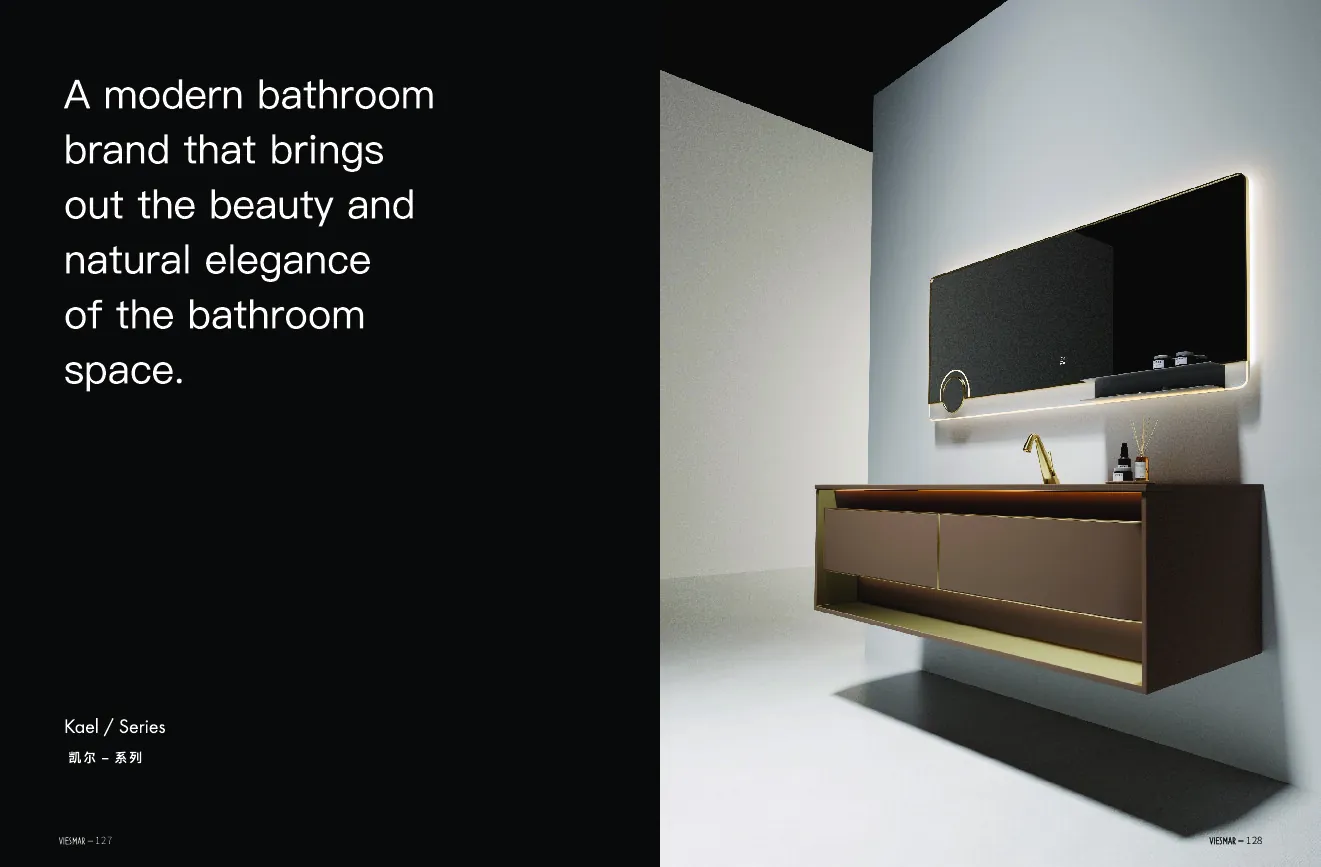 A modern bathroom
brand that brings
out the beauty and
natural elegance
of the bathroom
space.
Kael / Series
凯尔 – 系列
VIESMAR – 127
VIESMAR – 128